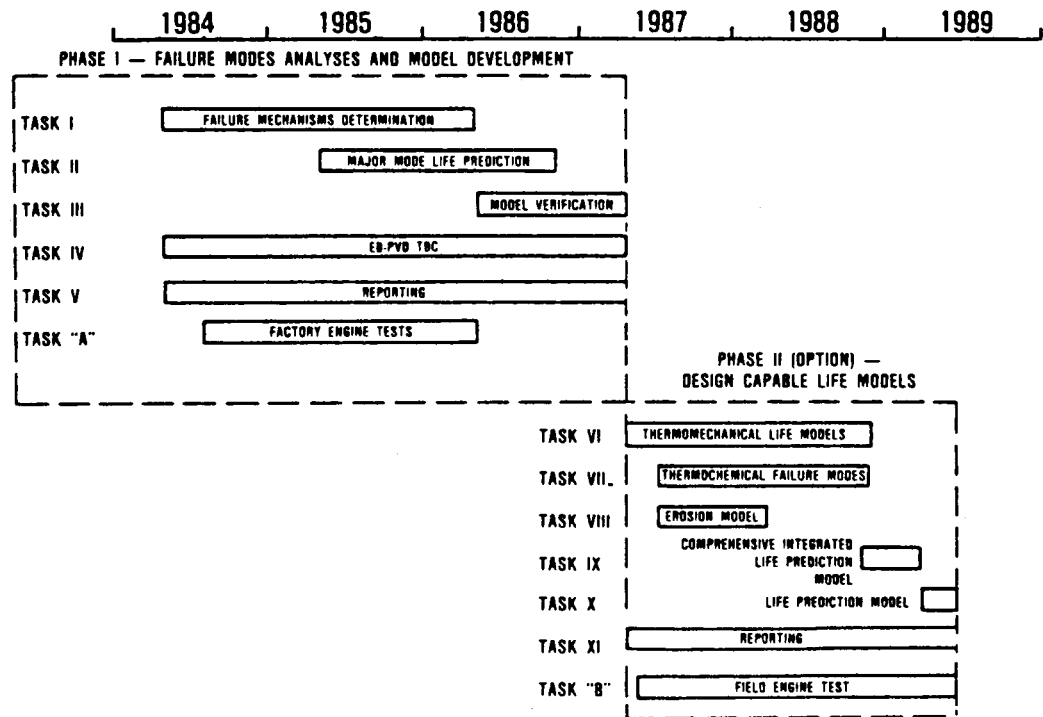 1984 1985 1986 1987 1988 1989
PHASE I — FAILURE MODES ANALYSES AND MODEL DEVELOPMENT
TASK I FAILURE MECHANISMS DETERMINATION
TASK II MAJOR MODE LIFE PREDICTION
TASK III MODEL VERIFICATION
TASK IV EB-PVD TBC
TASK V REPORTING
TASK "A" FACTORY ENGINE TESTS
PHASE II (OPTION) —
DESIGN CAPABLE LIFE MODELS
TASK VI THERMOMECHANICAL LIFE MODELS
TASK VII THERMOCHEMICAL FAILURE MODES
TASK VIII EROSION MODEL
TASK IX COMPREHENSIVE INTEGRATED
LIFE PREDICTION
MODEL
TASK X LIFE PREDICTION MODEL
TASK XI REPORTING
TASK "B" FIELD ENGINE TEST